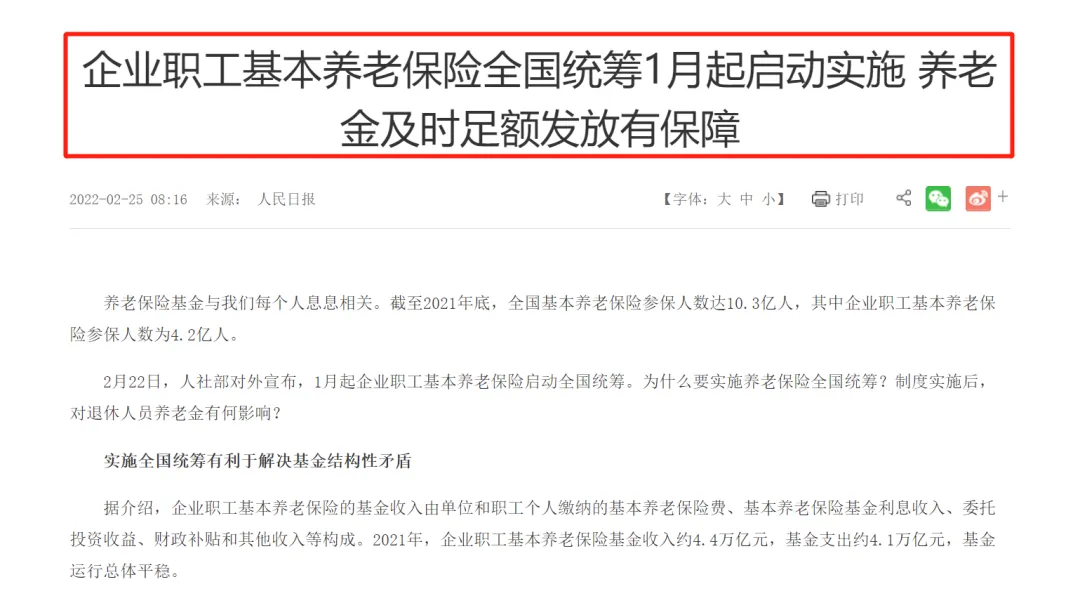 企业职工基本养老保险全国统筹1月起启动实施 养老
金及时足额发放有保障
2022-02-25 08:16 来源： 人民日报 【字体：大 中 小】 打印
养老保险基金与我们每个人息息相关。截至2021年底，全国基本养老保险参保人数达10.3亿人，其中企业职工基本养老保
险参保人数为4.2亿人。
2月22日，人社部对外宣布，1月起企业职工基本养老保险启动全国统筹。为什么要实施养老保险全国统筹？制度实施后，
对退休人员养老金有何影响？
实施全国统筹有利于解决基金结构性矛盾
据介绍，企业职工基本养老保险的基金收入由单位和职工个人缴纳的基本养老保险费、基本养老保险基金利息收入、委托
投资收益、财政补贴和其他收入等构成。2021年，企业职工基本养老保险基金收入约4.4万亿元，基金支出约4.1万亿元，基金
运行总体平稳。